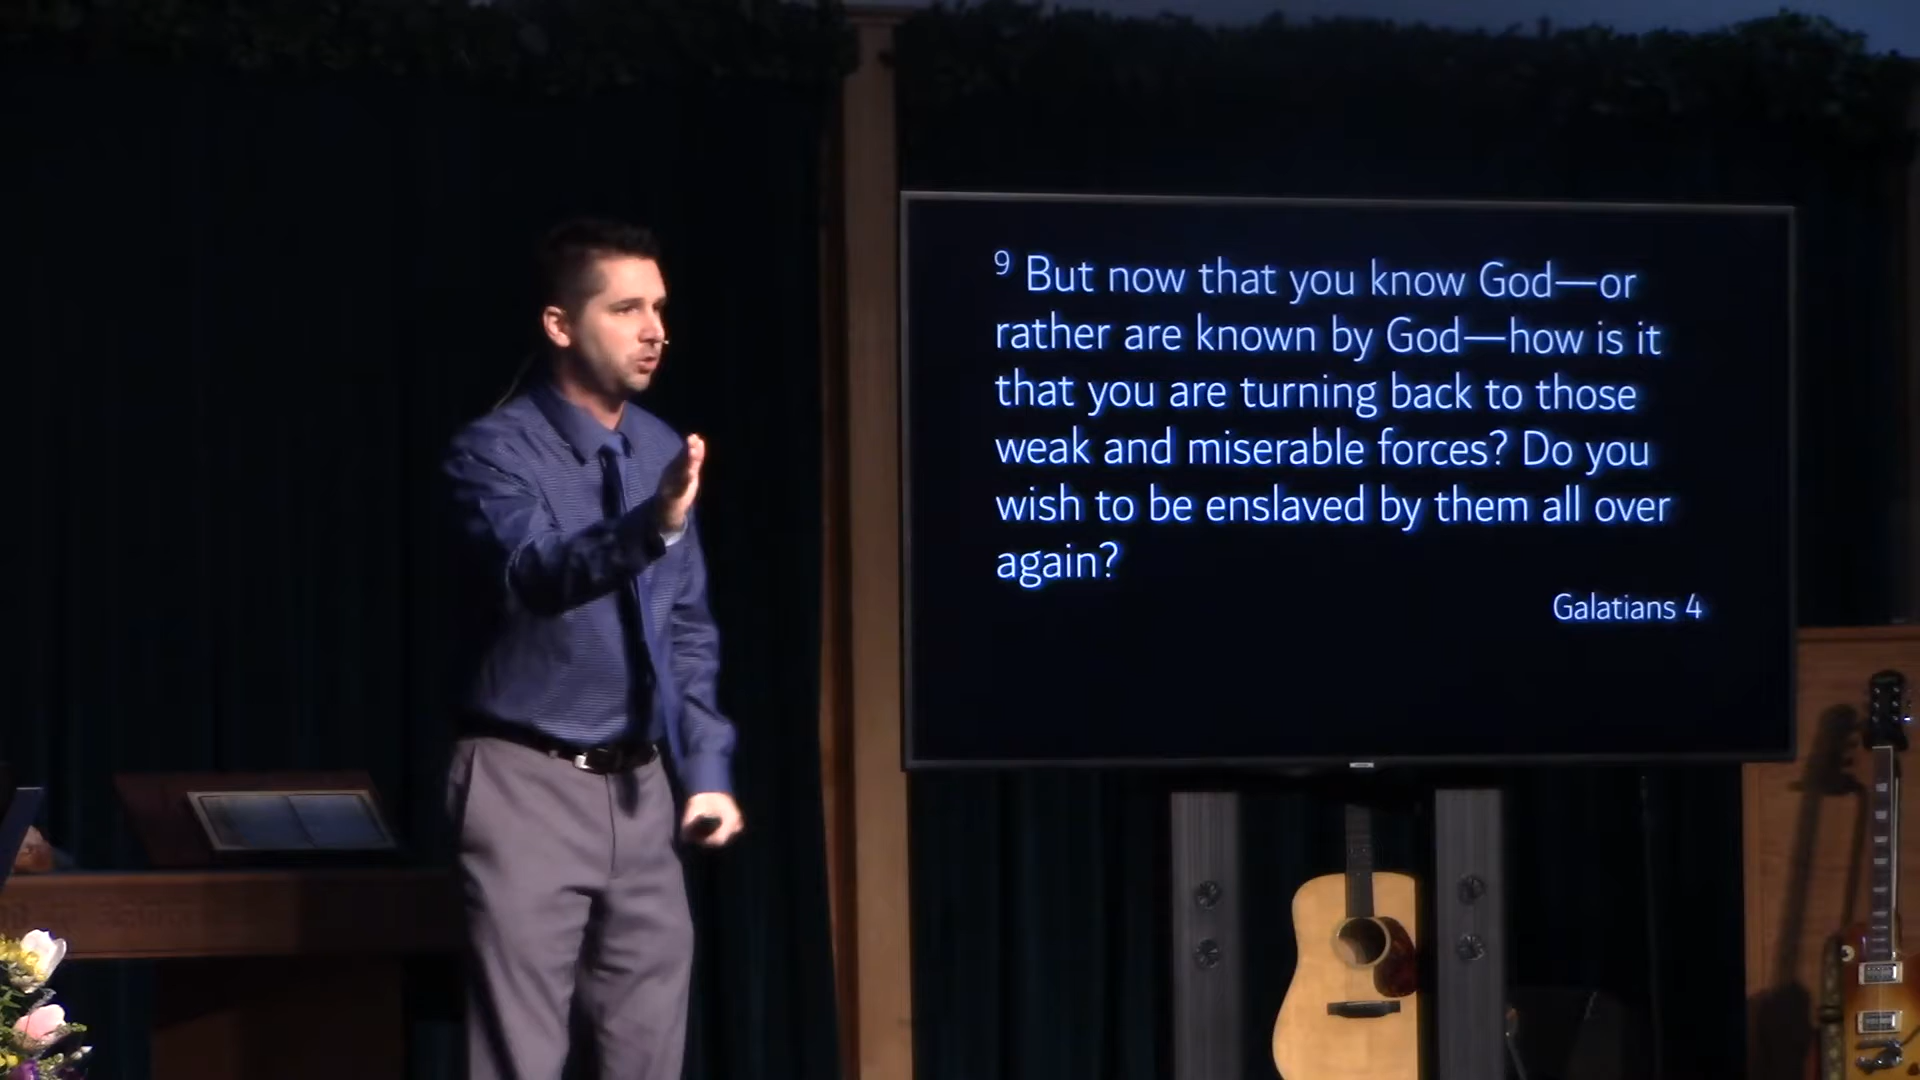 9 But now that you know God—or
rather are known by God—how is it
that you are turning back to those
weak and miserable forces? Do you
wish to be enslaved by them all over
again?
Galatians 4